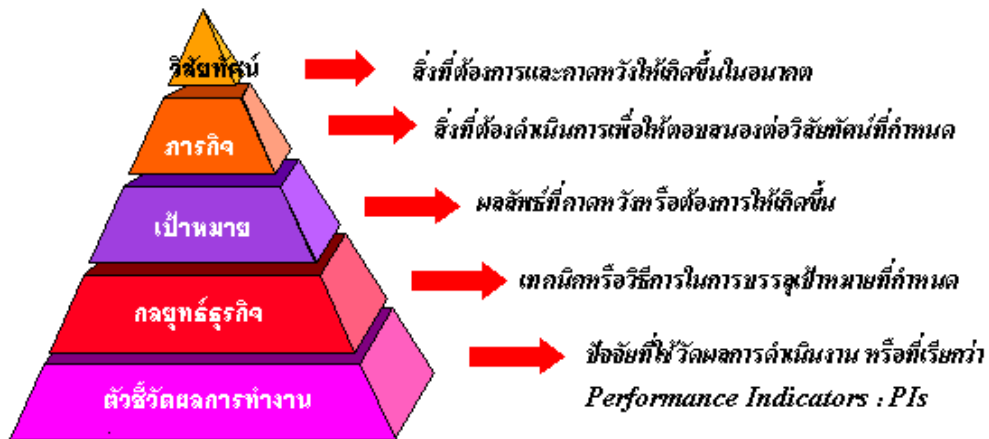 วิสัยทัศน์
สิ่งที่ต้องการและคาดหวังให้เกิดขึ้นในอนาคต
ภารกิจ
สิ่งที่ต้องดำเนินการเพื่อให้ตอบสนองต่อวิสัยทัศน์ที่กำหนด
เป้าหมาย
ผลลัพธ์ที่คาดหวังหรือต้องการให้เกิดขึ้น
กลยุทธ์ธุรกิจ
เทคนิคหรือวิธีการในการบรรลุเป้าหมายที่กำหนด
ตัวชี้วัดผลการทำงาน
ปัจจัยที่ใช้วัดผลการดำเนินงาน หรือที่เรียกว่า
Performance Indicators : PIs